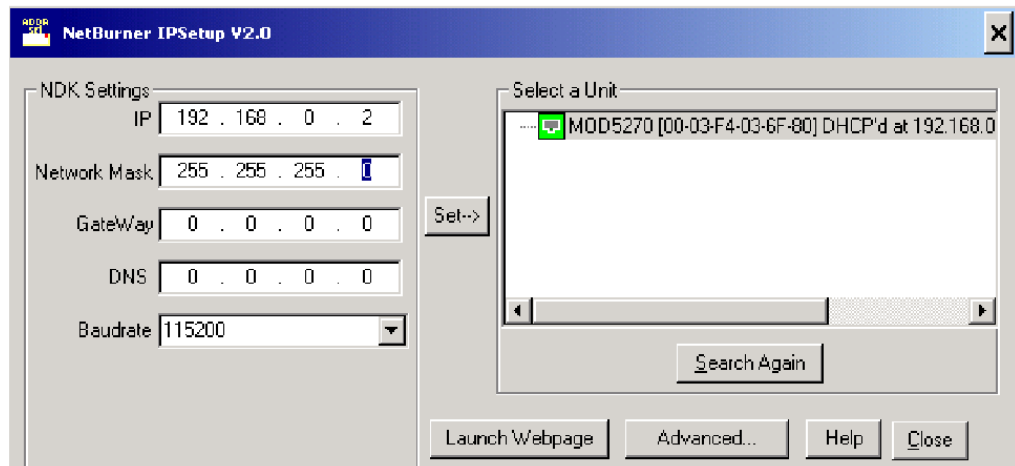 NetBurner IPSetup V2.0
NDK Settings
IP 192 . 168 . 0 . 2
Network Mask 255 . 255 . 255 . 0
GateWay 0 . 0 . 0 . 0
DNS 0 . 0 . 0 . 0
Baudrate 115200
Set-->
Select a Unit
MOD5270 [00-03-F4-03-6F-80] DHCP'd at 192.168.0
Search Again
Launch Webpage
Advanced...
Help
Close